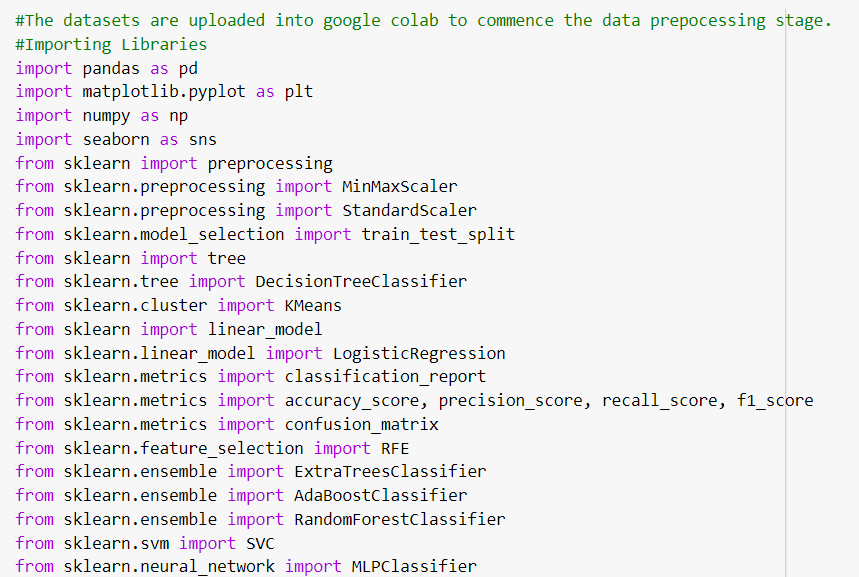 #The datasets are uploaded into google colab to commence the data prepocessing stage.
#Importing Libraries
import pandas as pd
import matplotlib.pyplot as plt
import numpy as np
import seaborn as sns
from sklearn import preprocessing
from sklearn.preprocessing import MinMaxScaler
from sklearn.preprocessing import StandardScaler
from sklearn.model_selection import train_test_split
from sklearn import tree
from sklearn.tree import DecisionTreeClassifier
from sklearn.cluster import KMeans
from sklearn import linear_model
from sklearn.linear_model import LogisticRegression
from sklearn.metrics import classification_report
from sklearn.metrics import accuracy_score, precision_score, recall_score, f1_score
from sklearn.metrics import confusion_matrix
from sklearn.feature_selection import RFE
from sklearn.ensemble import ExtraTreesClassifier
from sklearn.ensemble import AdaBoostClassifier
from sklearn.ensemble import RandomForestClassifier
from sklearn.svm import SVC
from sklearn.neural_network import MLPClassifier